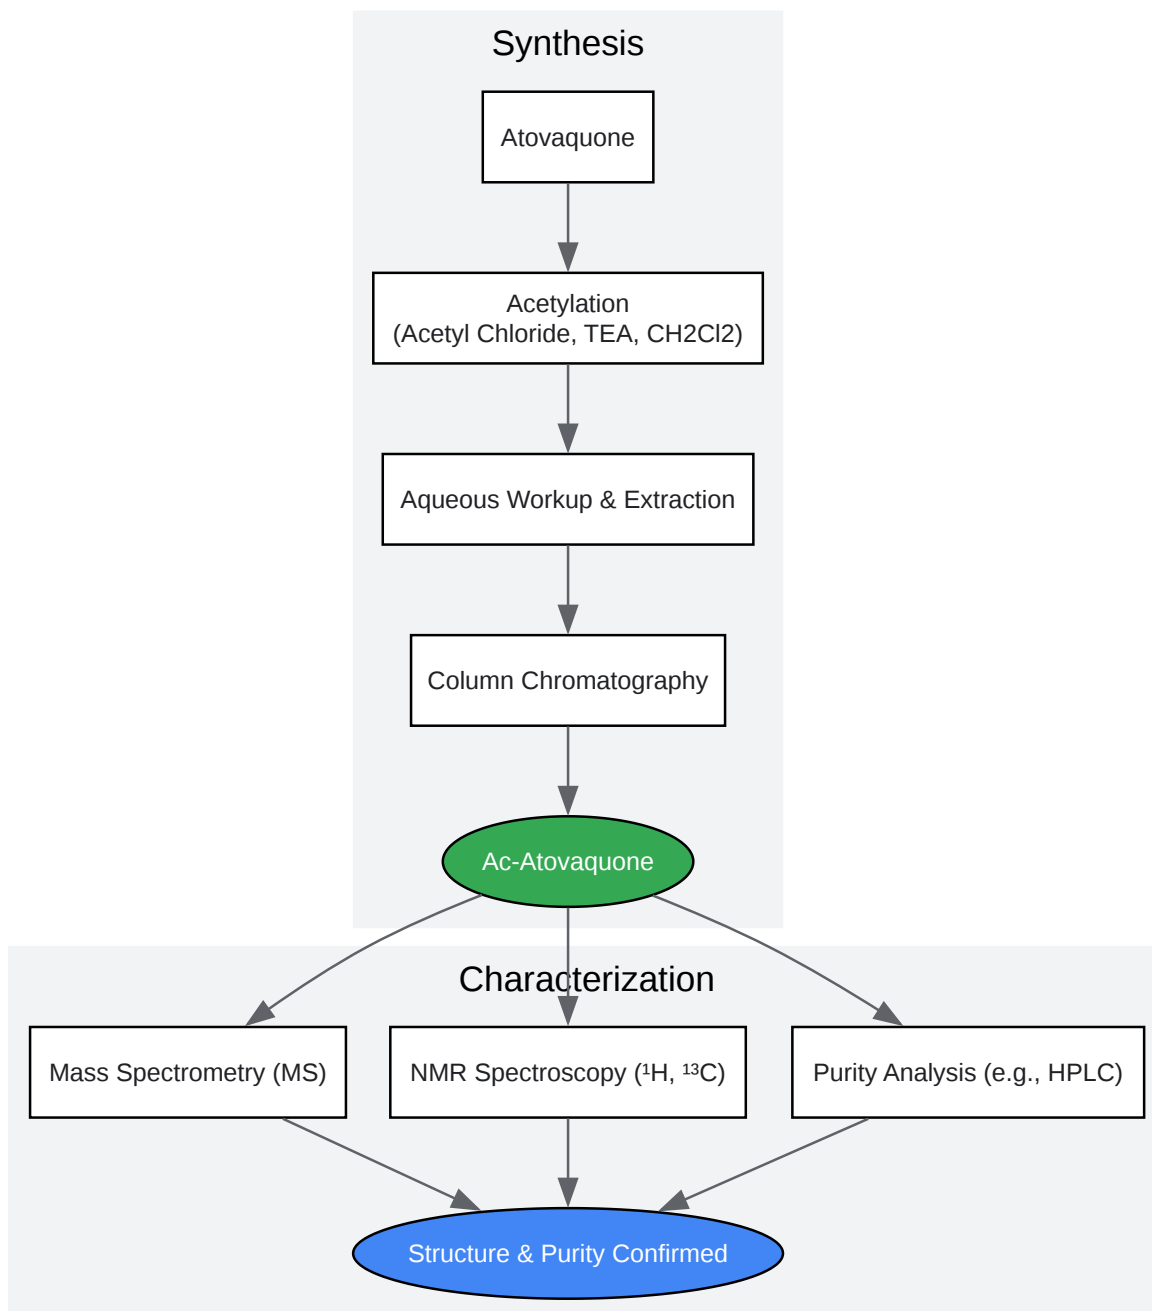 Synthesis
Atovaquone
Acetylation
(Acetyl Chloride, TEA, CH2Cl2)
Aqueous Workup & Extraction
Column Chromatography
Ac-Atovaquone
Characterization
Mass Spectrometry (MS)
NMR Spectroscopy (¹H, ¹³C)
Purity Analysis (e.g., HPLC)
Structure & Purity Confirmed